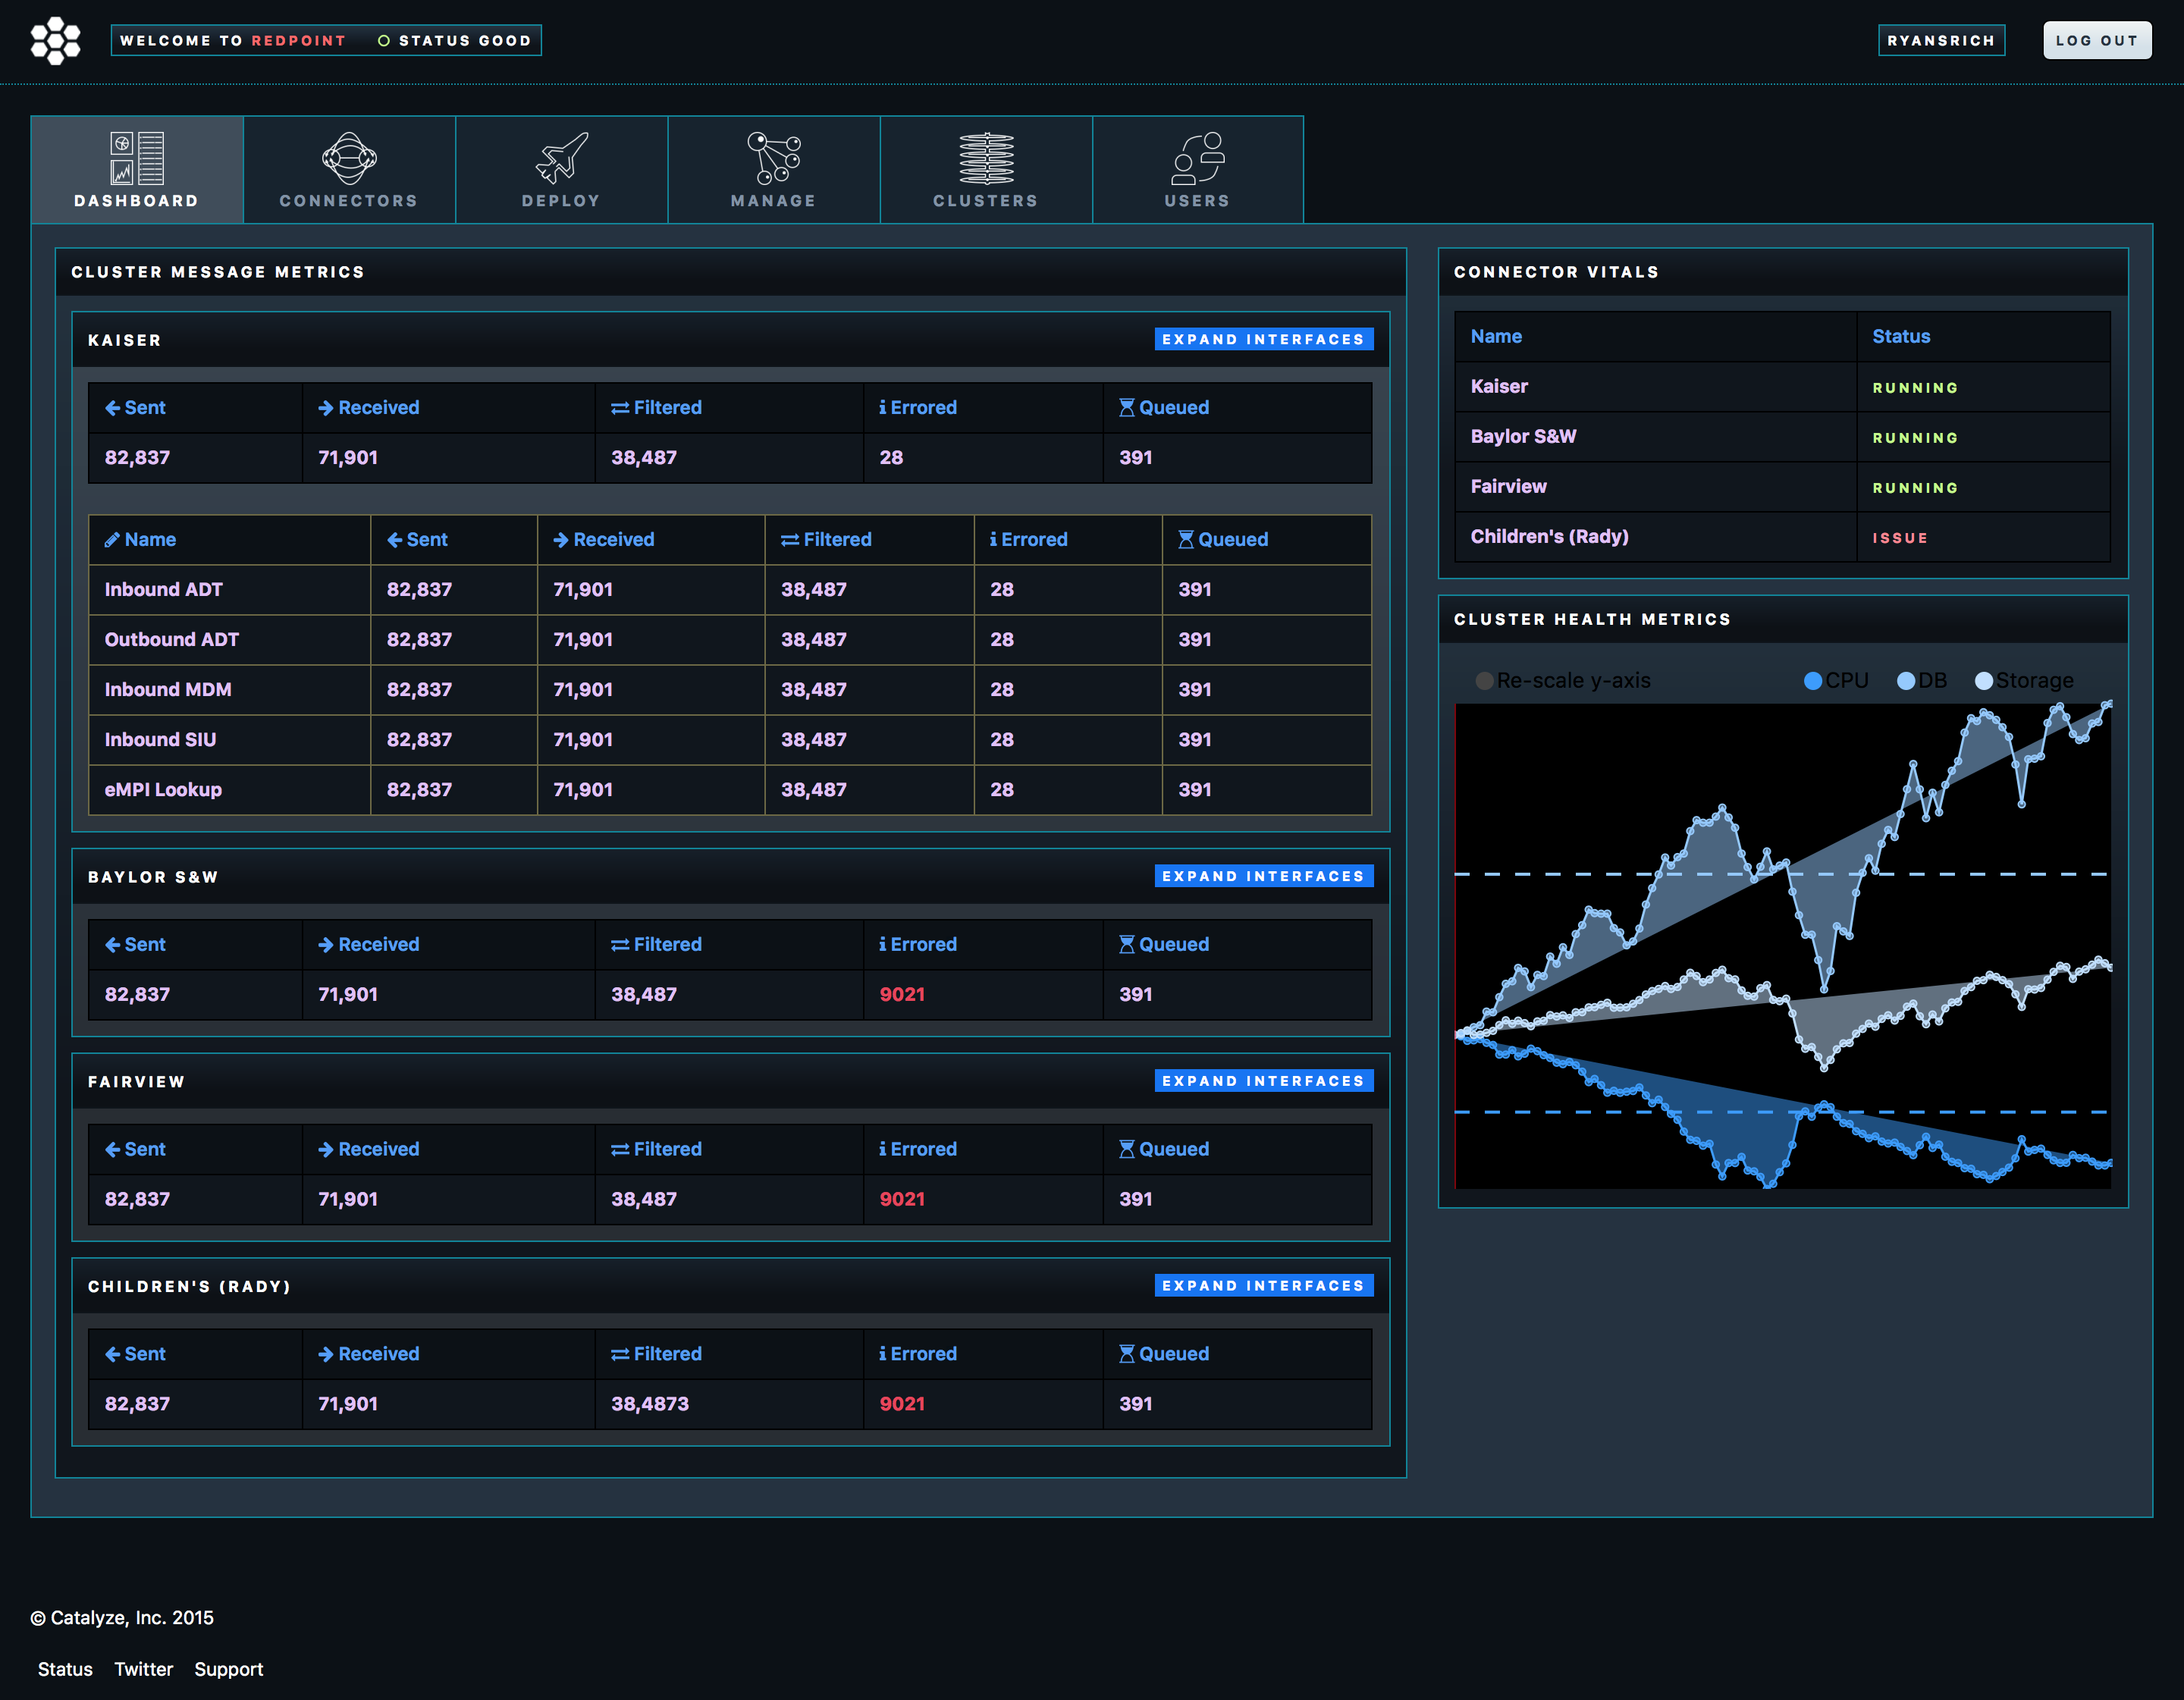 WELCOME TO REDPOINT STATUS GOOD
RYANSRICH
LOG OUT
DASHBOARD
CONNECTORS
DEPLOY
MANAGE
CLUSTERS
USERS
CLUSTER MESSAGE METRICS
KAISER
EXPAND INTERFACES
Sent Received Filtered Errored Queued
82,837 71,901 38,487 28 391
Name Sent Received Filtered Errored Queued
Inbound ADT 82,837 71,901 38,487 28 391
Outbound ADT 82,837 71,901 38,487 28 391
Inbound MDM 82,837 71,901 38,487 28 391
Inbound SIU 82,837 71,901 38,487 28 391
eMPI Lookup 82,837 71,901 38,487 28 391
BAYLOR S&W
EXPAND INTERFACES
Sent Received Filtered Errored Queued
82,837 71,901 38,487 9021 391
FAIRVIEW
EXPAND INTERFACES
Sent Received Filtered Errored Queued
82,837 71,901 38,487 9021 391
CHILDREN'S (RADY)
EXPAND INTERFACES
Sent Received Filtered Errored Queued
82,837 71,901 38,4873 9021 391
CONNECTOR VITALS
Name Status
Kaiser RUNNING
Baylor S&W RUNNING
Fairview RUNNING
Children's (Rady) ISSUE
CLUSTER HEALTH METRICS
Re-scale y-axis CPU DB Storage
© Catalyze, Inc. 2015
Status Twitter Support